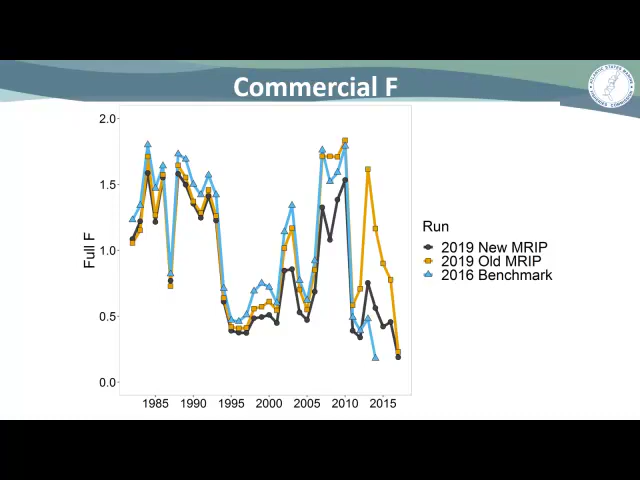 Commercial F
2.0
1.5
1.0
0.5
0.0
Full F
1985 1990 1995 2000 2005 2010 2015
Run
2019 New MRIP
2019 Old MRIP
2016 Benchmark